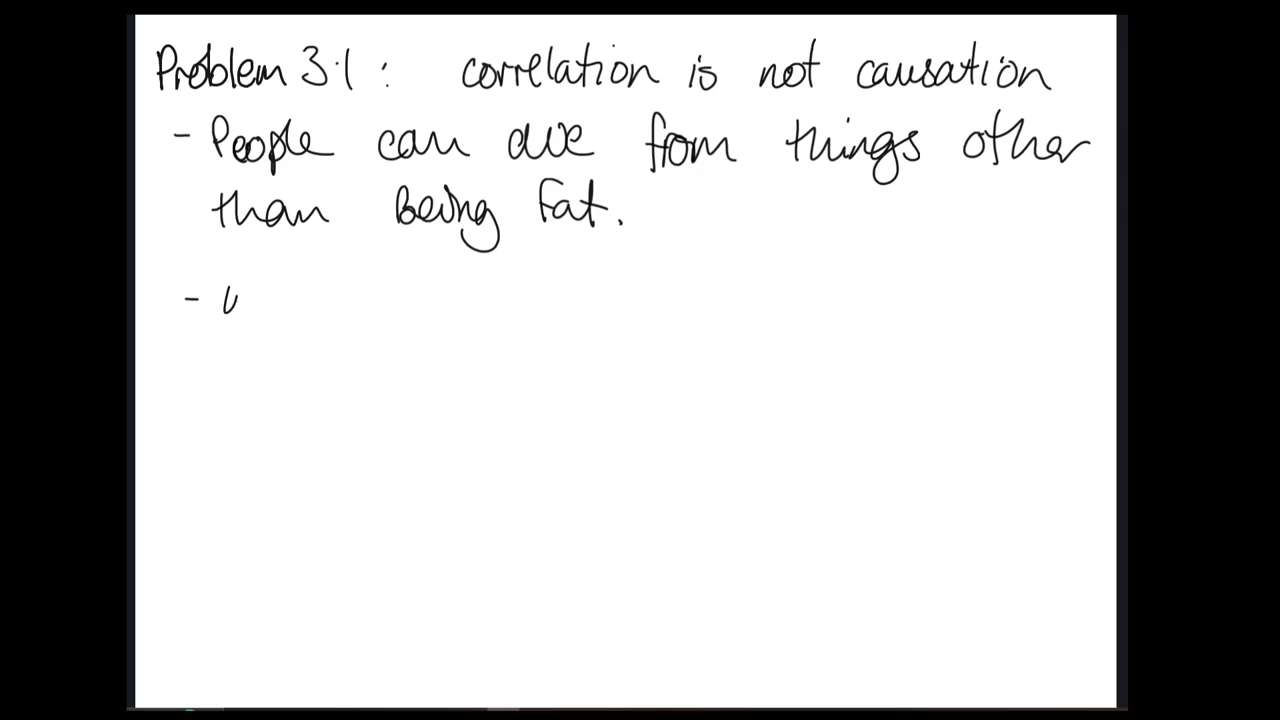 Problem 3.1 : correlation is not causation
- People can die from things other
than Being Fat.
-